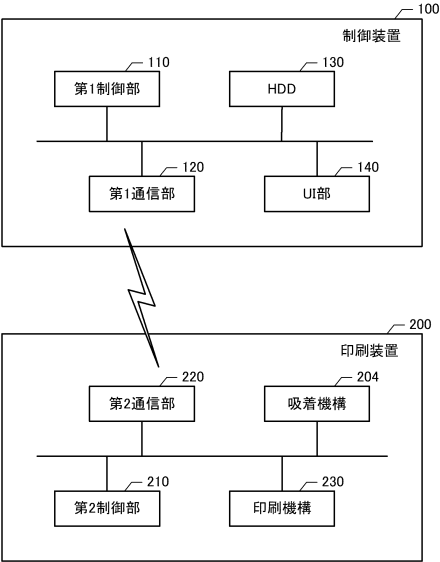 100
制御装置
110
第1制御部
130
HDD
120
第1通信部
140
UI部
200
印刷装置
220
第2通信部
204
吸着機構
210
第2制御部
230
印刷機構